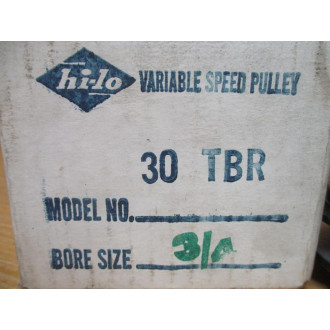 hi-lo VARIABLE SPEED PULLEY
30 TBR
MODEL NO.
BORE SIZE 3/4